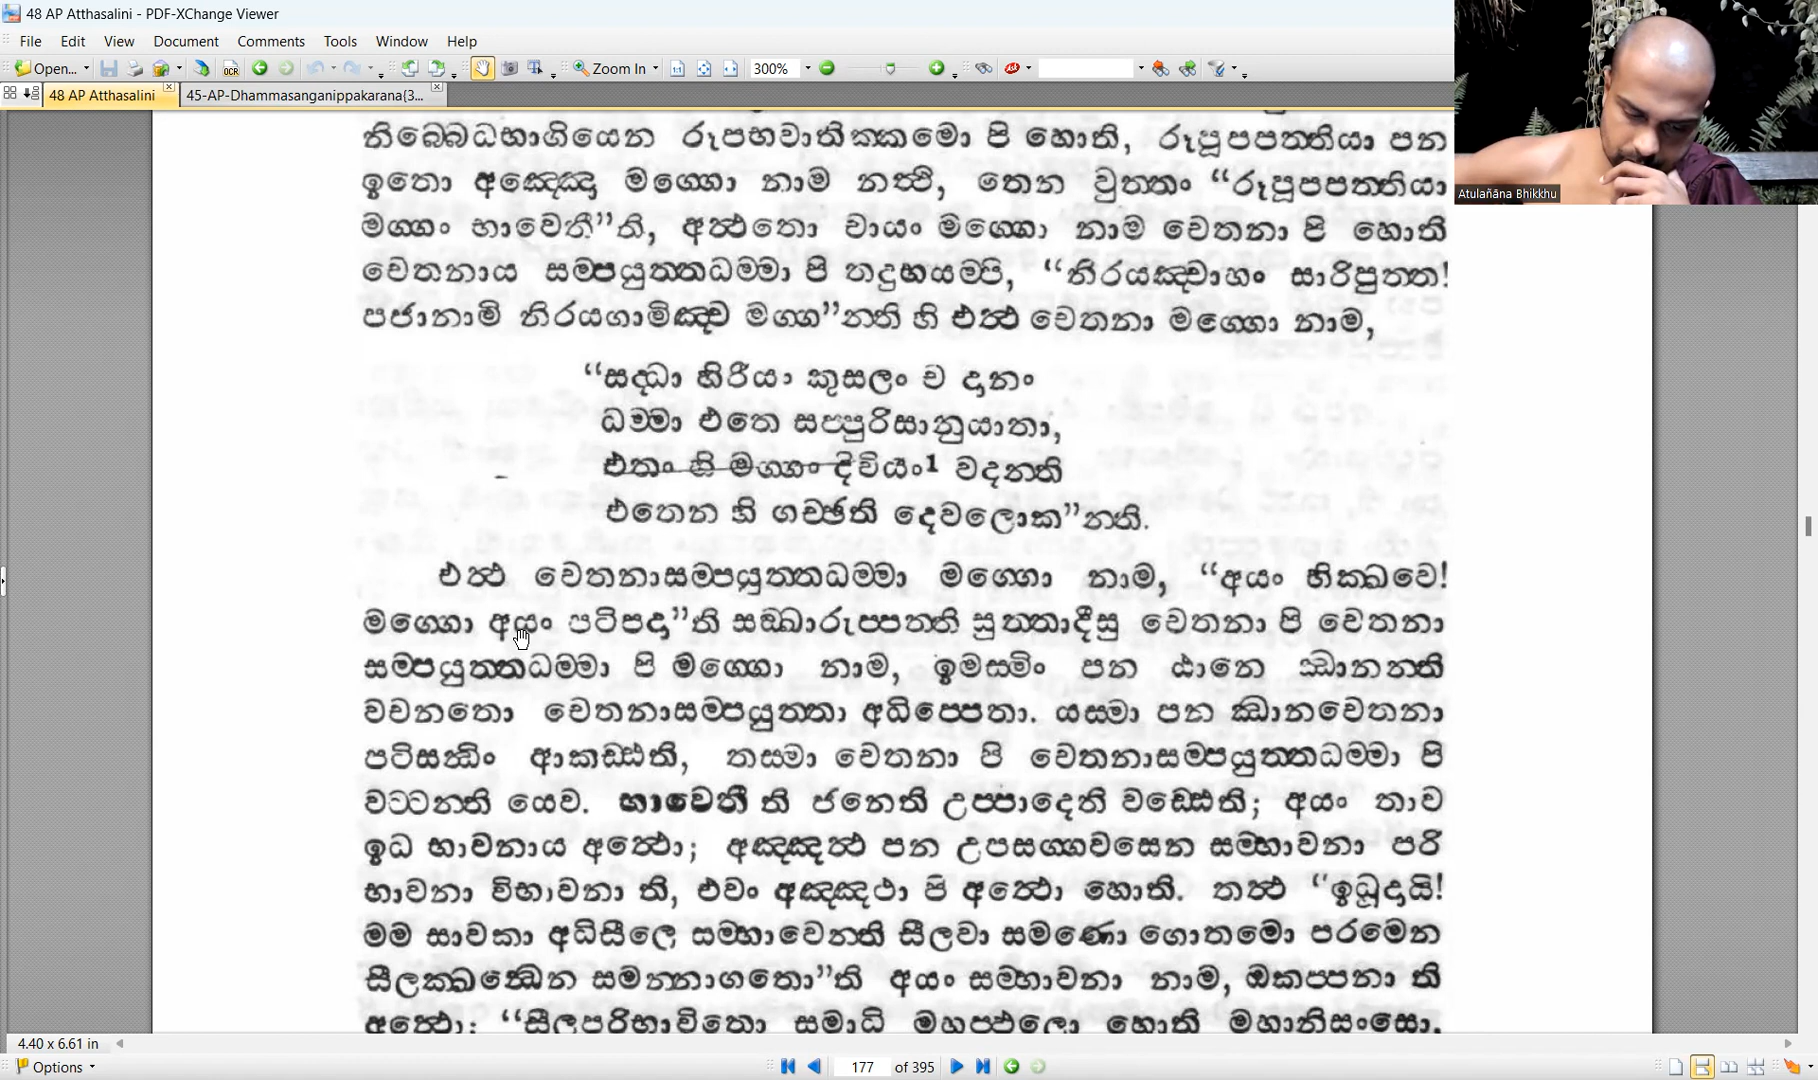 48 AP Atthasalini - PDF-XChange Viewer
File Edit View Document Comments Tools Window Help
Open... OCR Zoom In 300%
48 AP Atthasalini 45-AP-Dhammasanganippakarana{3...
Atulañāna Bhikkhu
නිබ්බෙධභාගියෙන රූපභවාතික්කමො පි හොති, රූපූපපත්තියා පන
ඉතො අඤ්ඤො මග්ගො නාම නත්ථි, තෙන වුත්තං “රූපූපපත්තියා
මග්ගං භාවෙතී”ති, අත්ථතො චායං මග්ගො නාම චෙතනා පි හොති
චෙතනාය සම්පයුත්තධම්මා පි තදුභයම්පි, “නිරයඤ්චාහං සාරිපුත්ත!
පජානාමි නිරයගාමිඤ්ච මග්ග”න්ති හි එත්ථ චෙතනා මග්ගො නාම,
“සද්ධා හිරියා කුසලං ච දානං
ධම්මා එතෙ සප්පුරිසානුයාතා,
එතං හි මග්ගං දිවියං1 වදන්ති
එතෙන හි ගච්ඡති දෙවලොක”න්ති.
එත්ථ චෙතනාසම්පයුත්තධම්මා මග්ගො නාම, “අයං භික්ඛවෙ!
මග්ගො අයං පටිපදා”ති සඞ්ඛාරුප්පත්ති සුත්තාදීසු චෙතනා පි චෙතනා
සම්පයුත්තධම්මා පි මග්ගො නාම, ඉමස්මිං පන ඨානෙ ඣානන්ති
වචනතො චෙතනාසම්පයුත්තා අධිප්පෙතා. යස්මා පන ඣානචෙතනා
පටිසන්ධිං ආකඩ්ඪති, තස්මා චෙතනා පි චෙතනාසම්පයුත්තධම්මා පි
වට්ටන්ති යෙව. භාවෙතී ති ජනෙති උප්පාදෙති වඩ්ඪෙති; අයං තාව
ඉධ භාවනාය අත්ථො; අඤ්ඤත්ථ පන උපසග්ගවසෙන සම්භාවනා පරි
භාවනා විභාවනා ති, එවං අඤ්ඤථා පි අත්ථො හොති. තත්ථ “ඉධූදායි!
මම සාවකා අධිසීලෙ සම්භාවෙන්ති සීලවා සමණො ගොතමො පරමෙන
සීලක්ඛන්ධෙන සමන්නාගතො”ති අයං සම්භාවනා නාම, ඔකප්පනා ති
අත්ථො; “සීලපරිභාවිතො සමාධි මහප්ඵලො හොති මහානිසංසො,
4.40 x 6.61 in
Options 177 of 395